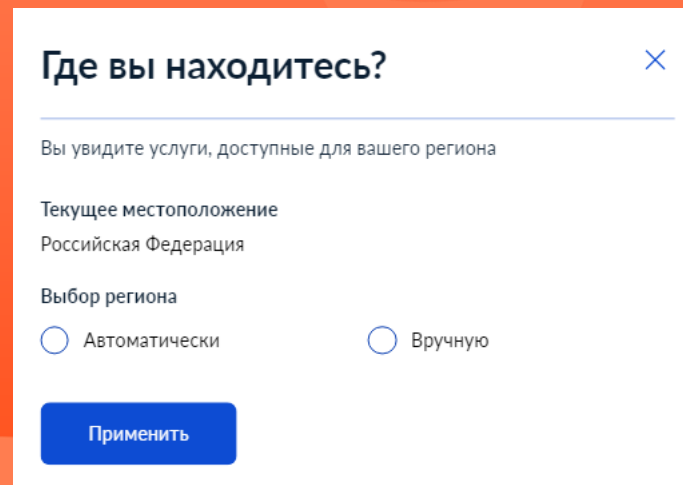 Где вы находитесь?
Вы увидите услуги, доступные для вашего региона
Текущее местоположение
Российская Федерация
Выбор региона
Автоматически Вручную
Применить